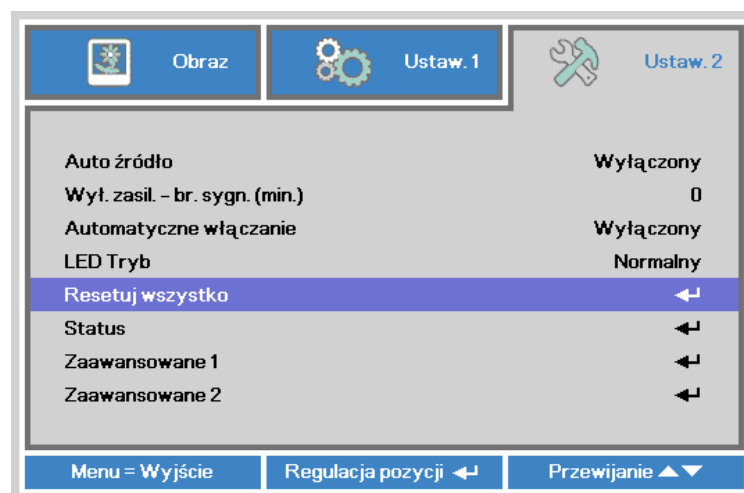 Obraz
Ustaw. 1
Ustaw. 2
Auto źródło Wyłączony
Wył. zasil. – br. sygn. (min.) 0
Automatyczne włączanie Wyłączony
LED Tryb Normalny
Resetuj wszystko
Status
Zaawansowane 1
Zaawansowane 2
Menu = Wyjście
Regulacja pozycji
Przewijanie